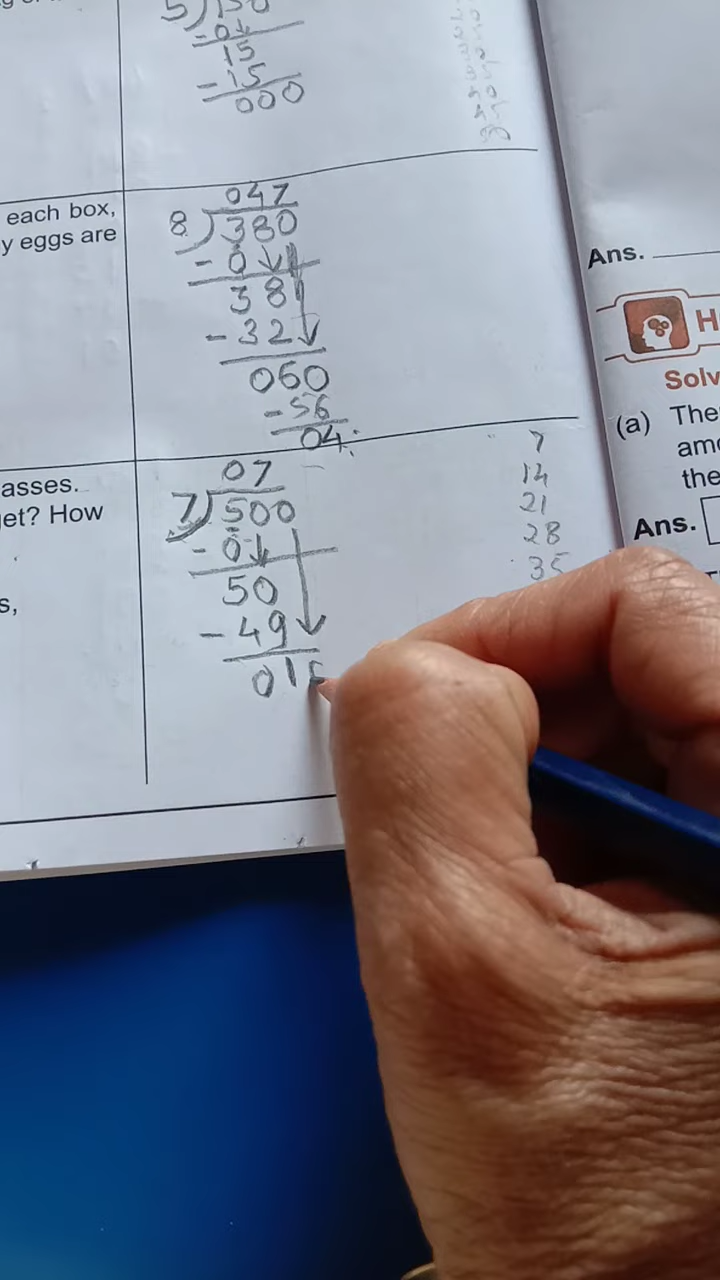 5)150
-0↓
15
-15
000
each box,
y eggs are
047
8)380
-0↓
38
-32↓
060
-56
04
asses.
et? How
s,
07
7)500
-0↓
50
-49↓
01
7
14
21
28
35
Ans.
H
Solv
(a) The
amo
the
Ans.